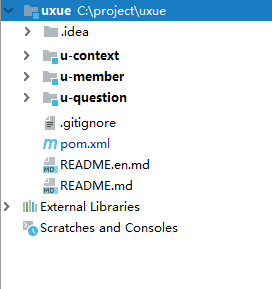 uxue C:\project\uxue
.idea
u-context
u-member
u-question
.gitignore
pom.xml
README.en.md
README.md
External Libraries
Scratches and Consoles